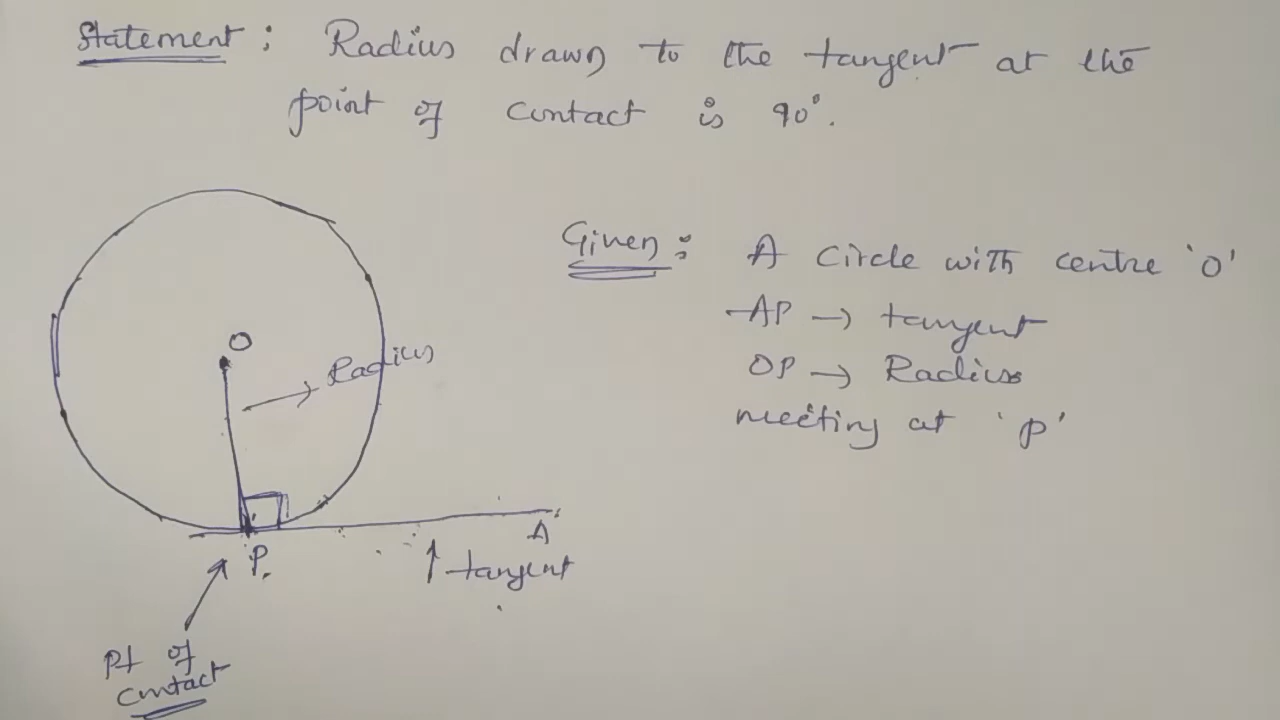 Statement : Radius drawn to the tangent at the
point of contact is 90°.
Given : A circle with centre 'O'
AP → tangent
OP → Radius
meeting at 'p'
O
→ Radius
P.
A
↑ tangent
Pt of
contact